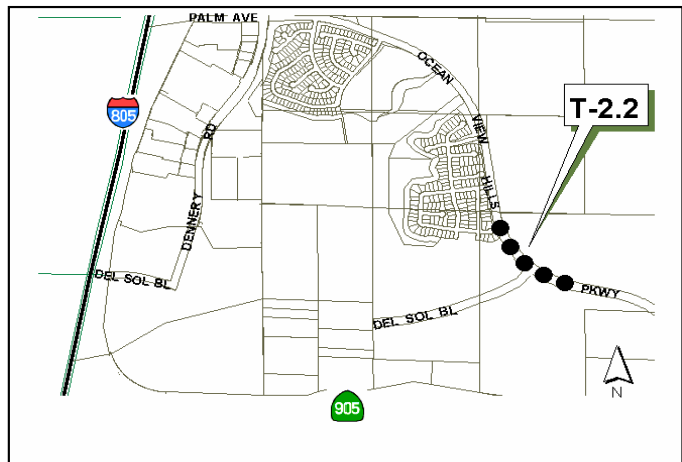 PALM AVE
OCEAN
VIEW
HILLS
PKWY
T-2.2
805
DENNERY
RD
DEL SOL BL
DEL SOL BL
905
N